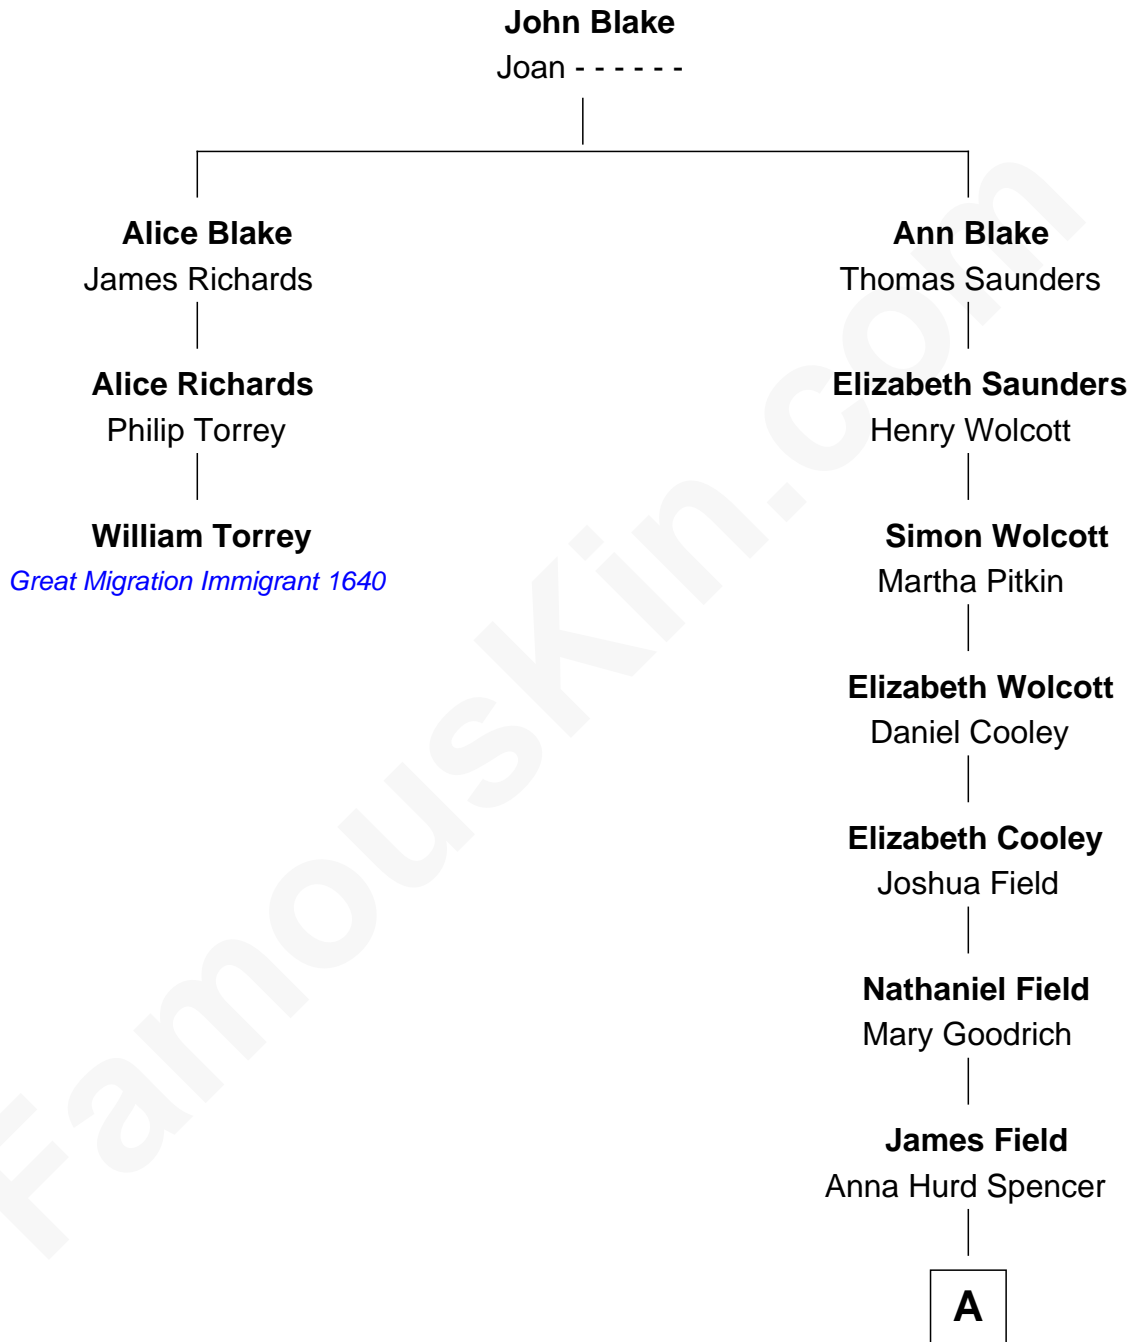 John Blake
Joan - - - - - -
Alice Blake
James Richards
Alice Richards
Philip Torrey
William Torrey
Great Migration Immigrant 1640
Ann Blake
Thomas Saunders
Elizabeth Saunders
Henry Wolcott
Simon Wolcott
Martha Pitkin
Elizabeth Wolcott
Daniel Cooley
Elizabeth Cooley
Joshua Field
Nathaniel Field
Mary Goodrich
James Field
Anna Hurd Spencer
A
FamousKin.com